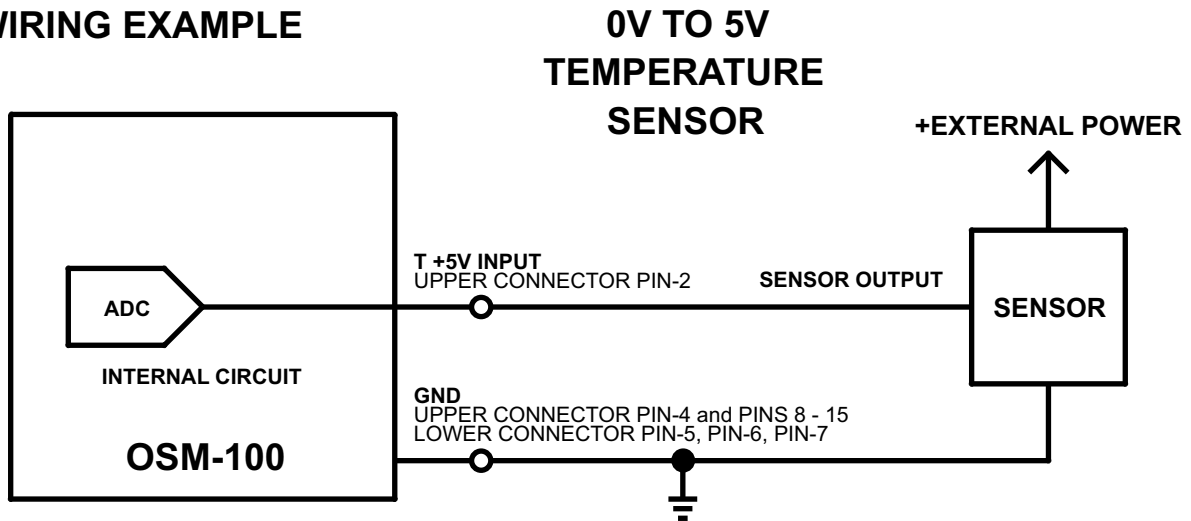 WIRING EXAMPLE
0V TO 5V
TEMPERATURE
SENSOR
+EXTERNAL POWER
T +5V INPUT
UPPER CONNECTOR PIN-2
SENSOR OUTPUT
ADC
SENSOR
INTERNAL CIRCUIT
GND
UPPER CONNECTOR PIN-4 and PINS 8 - 15
LOWER CONNECTOR PIN-5, PIN-6, PIN-7
OSM-100